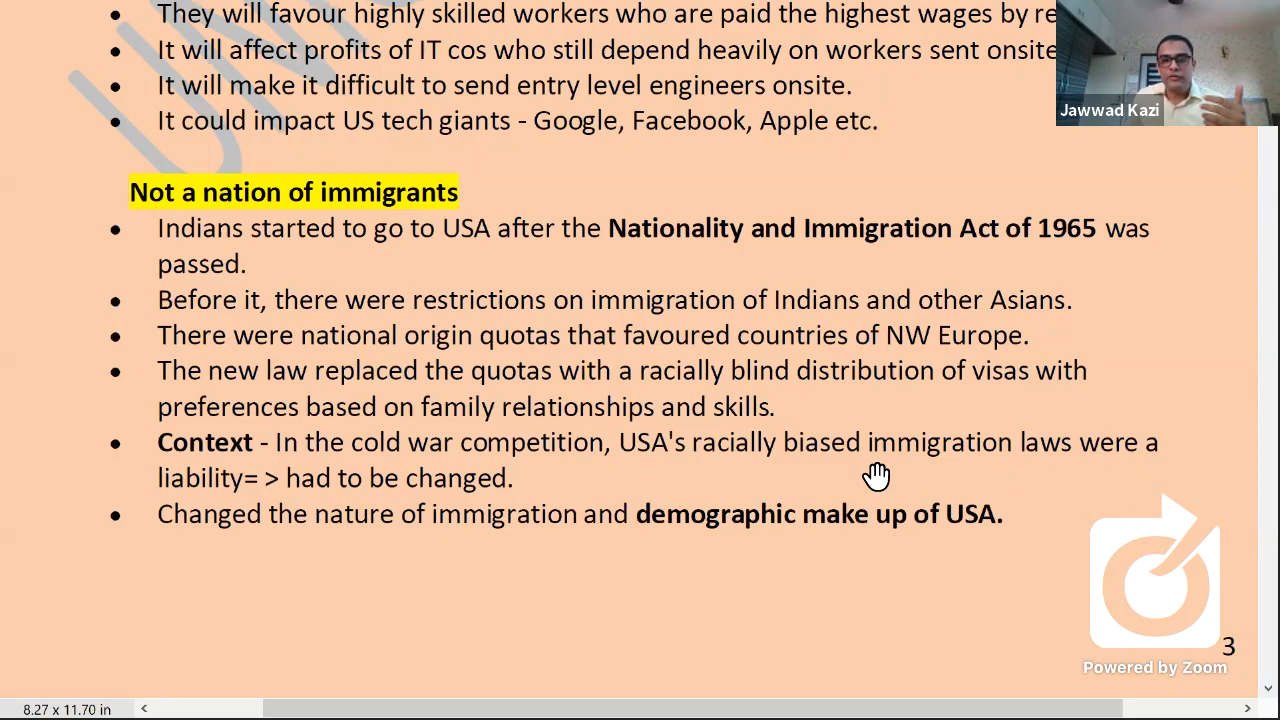 They will favour highly skilled workers who are paid the highest wages by re
It will affect profits of IT cos who still depend heavily on workers sent onsite
It will make it difficult to send entry level engineers onsite.
It could impact US tech giants - Google, Facebook, Apple etc.
Jawwad Kazi
Not a nation of immigrants
Indians started to go to USA after the Nationality and Immigration Act of 1965 was
passed.
Before it, there were restrictions on immigration of Indians and other Asians.
There were national origin quotas that favoured countries of NW Europe.
The new law replaced the quotas with a racially blind distribution of visas with
preferences based on family relationships and skills.
Context - In the cold war competition, USA's racially biased immigration laws were a
liability= > had to be changed.
Changed the nature of immigration and demographic make up of USA.
3
Powered by Zoom
8.27 x 11.70 in